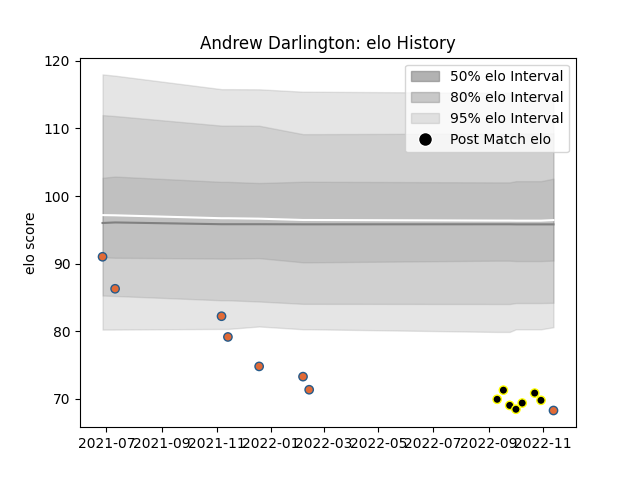 Andrew Darlington: elo History
120
110
100
90
80
70
elo score
50% elo Interval
80% elo Interval
95% elo Interval
Post Match elo
2021-07 2021-09 2021-11 2022-01 2022-03 2022-05 2022-07 2022-09 2022-11